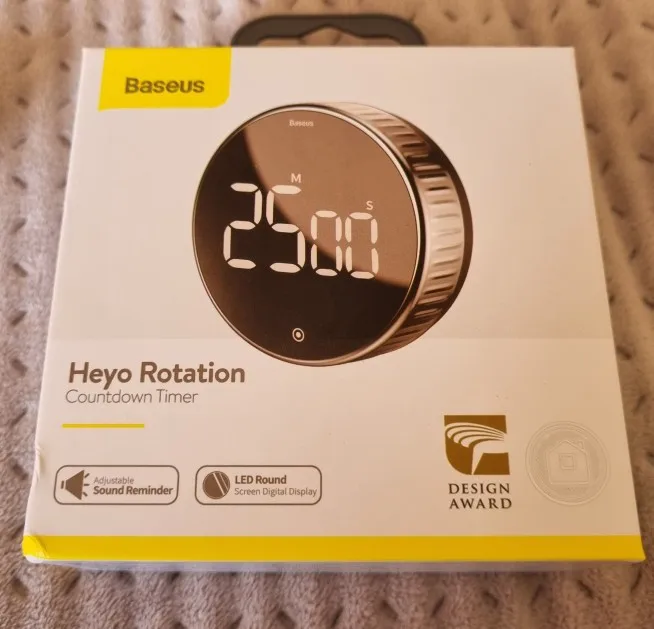 Baseus
Baseus
M
S
25 00
Heyo Rotation
Countdown Timer
Adjustable
Sound Reminder
LED Round
Screen Digital Display
DESIGN
AWARD